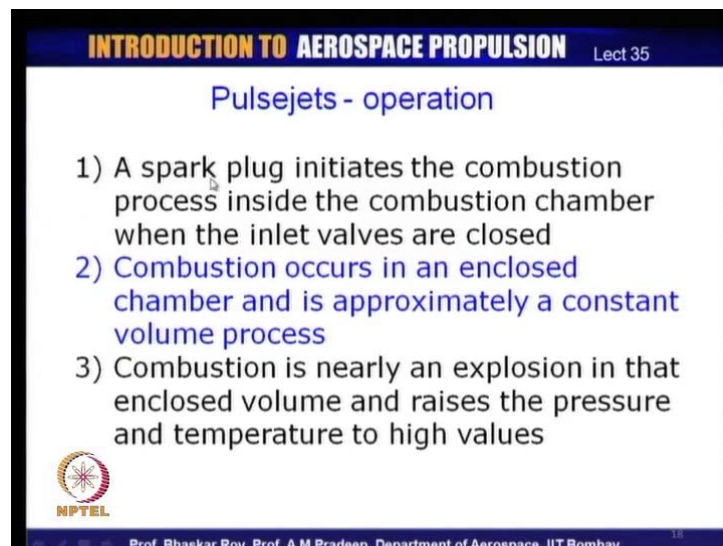 INTRODUCTION TO AEROSPACE PROPULSION Lect 35
Pulsejets - operation
1) A spark plug initiates the combustion
process inside the combustion chamber
when the inlet valves are closed
2) Combustion occurs in an enclosed
chamber and is approximately a constant
volume process
3) Combustion is nearly an explosion in that
enclosed volume and raises the pressure
and temperature to high values
NPTEL
Prof. Bhaskar Roy, Prof. A M Pradeep, Department of Aerospace, IIT Bombay
18